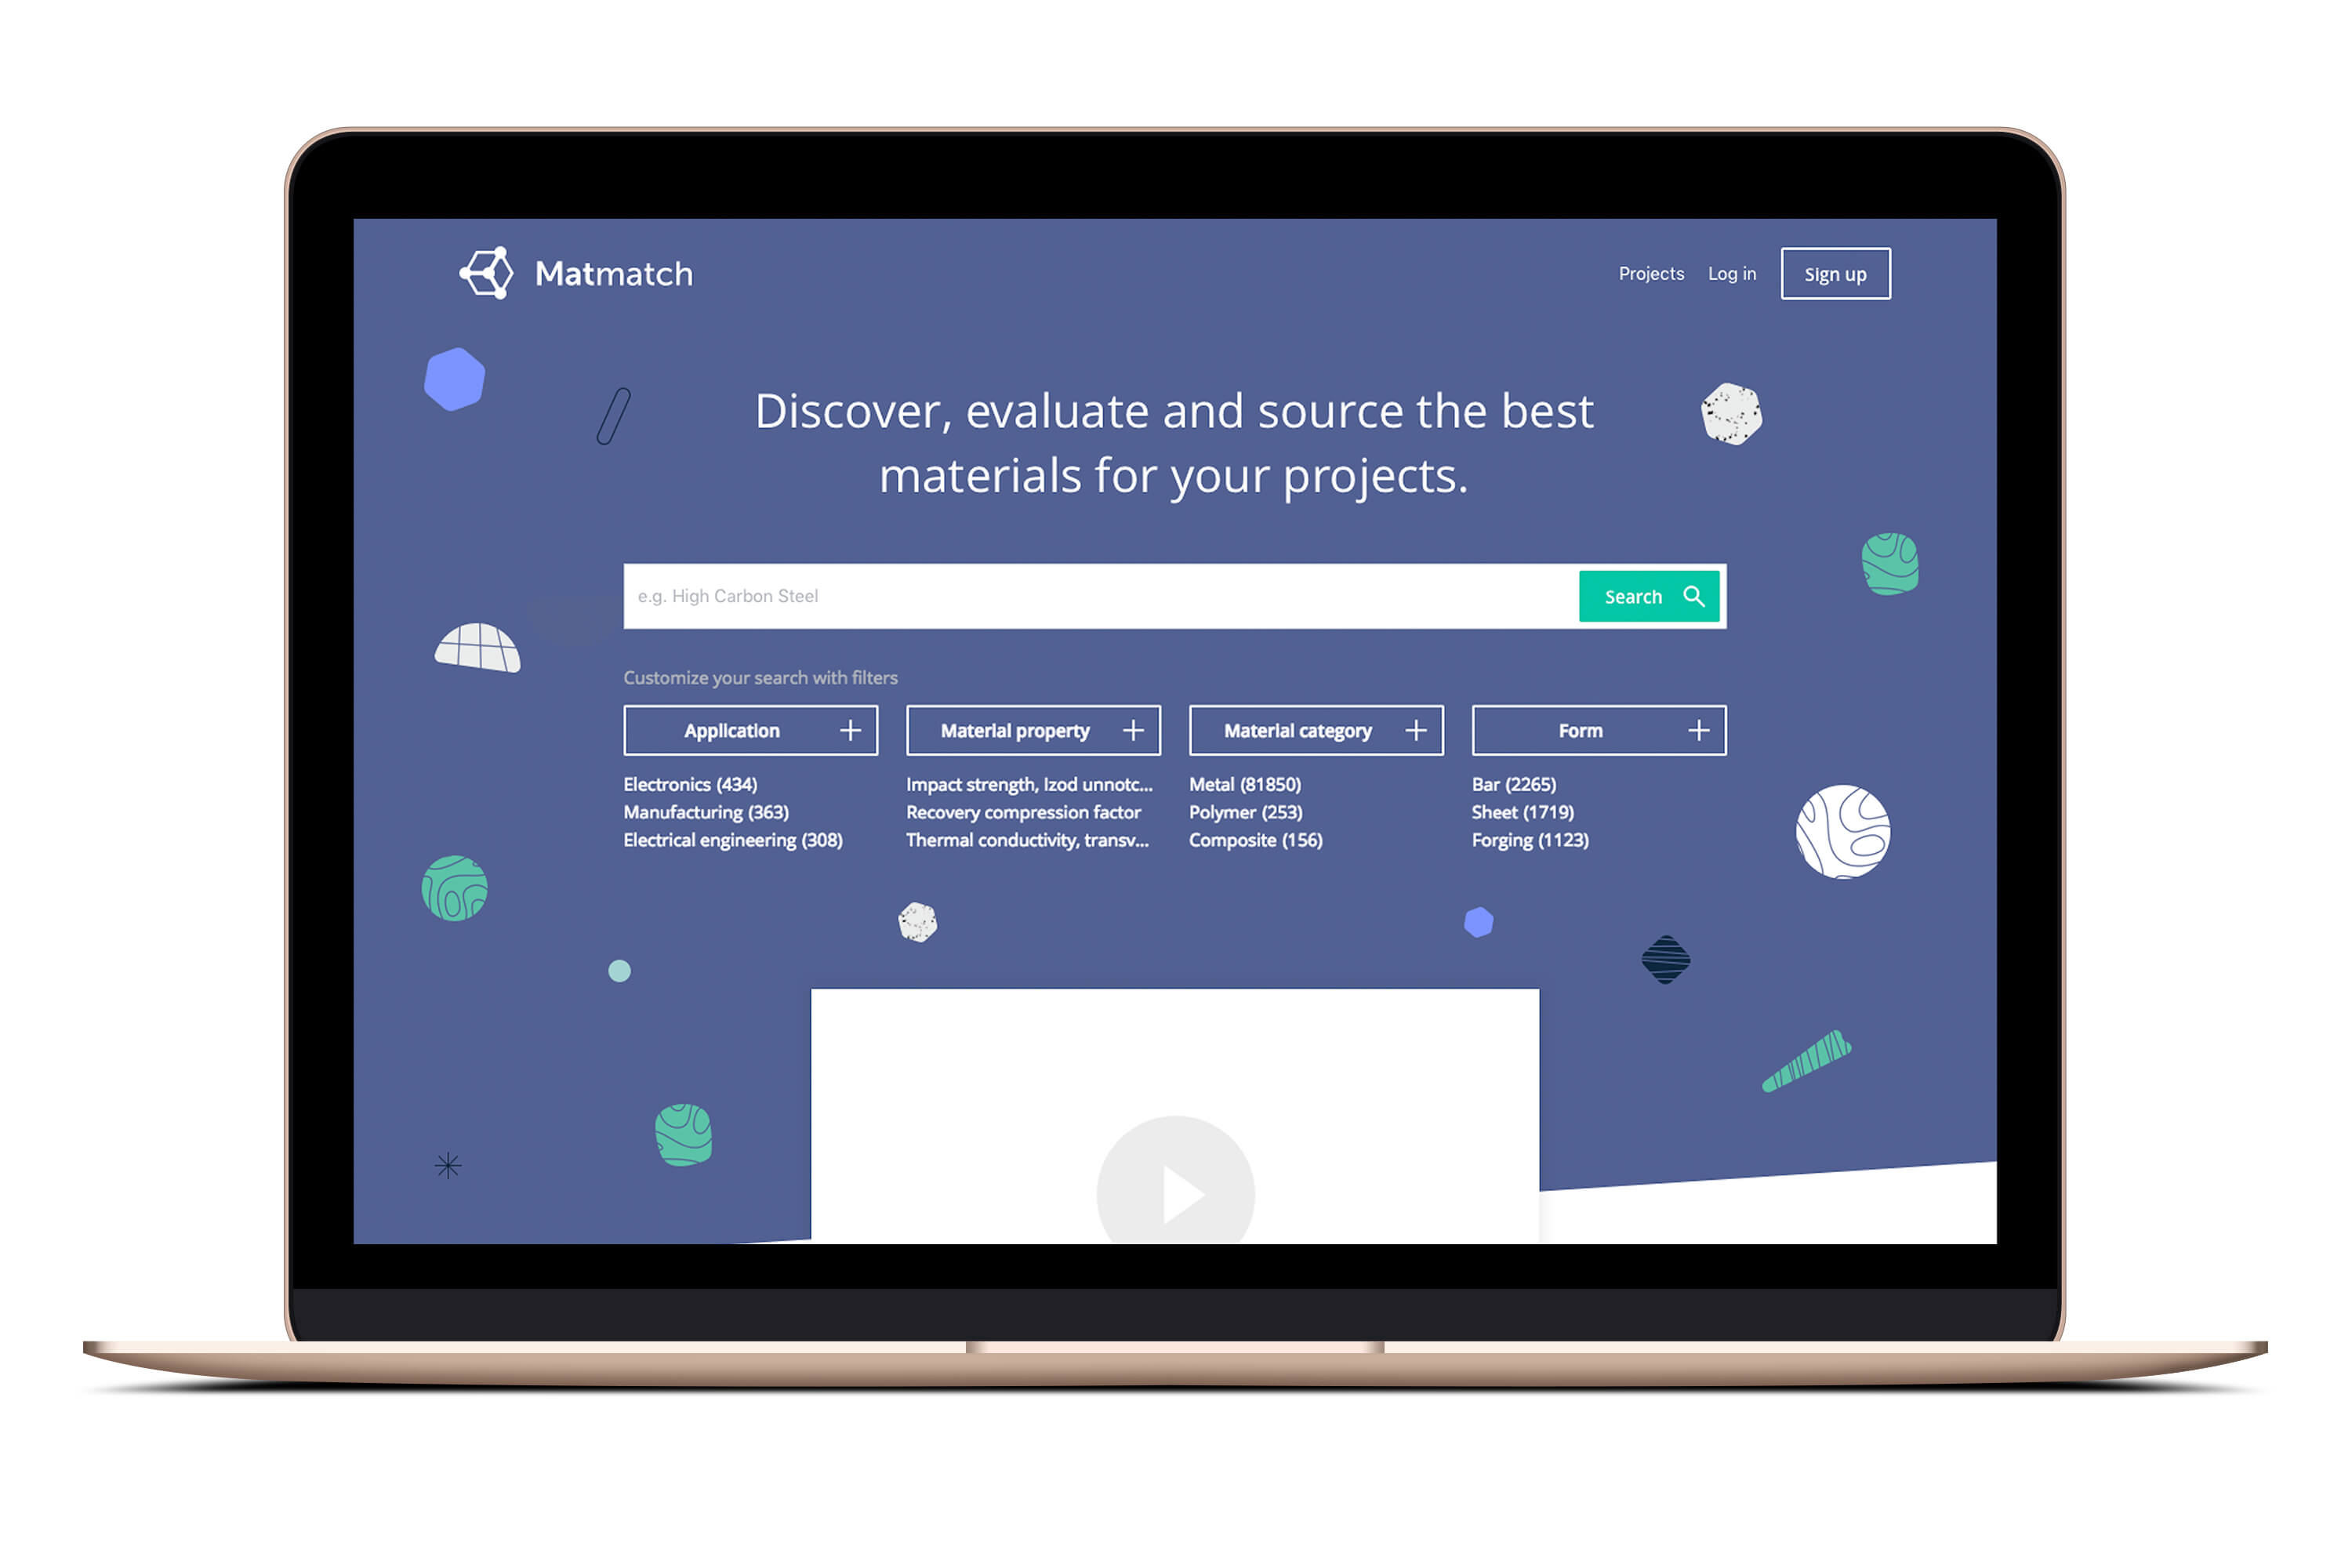 Matmatch
Projects
Log in
Sign up
Discover, evaluate and source the best
materials for your projects.
e.g. High Carbon Steel
Search
Customize your search with filters
Application
Material property
Material category
Form
Electronics (434)
Manufacturing (363)
Electrical engineering (308)
Impact strength, Izod unnotc...
Recovery compression factor
Thermal conductivity, transv...
Metal (81850)
Polymer (253)
Composite (156)
Bar (2265)
Sheet (1719)
Forging (1123)